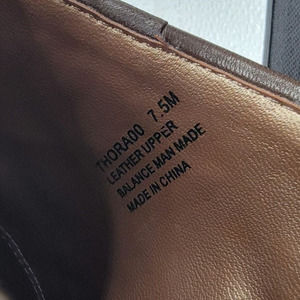 THORA00 7.5M
LEATHER UPPER
BALANCE MAN MADE
MADE IN CHINA